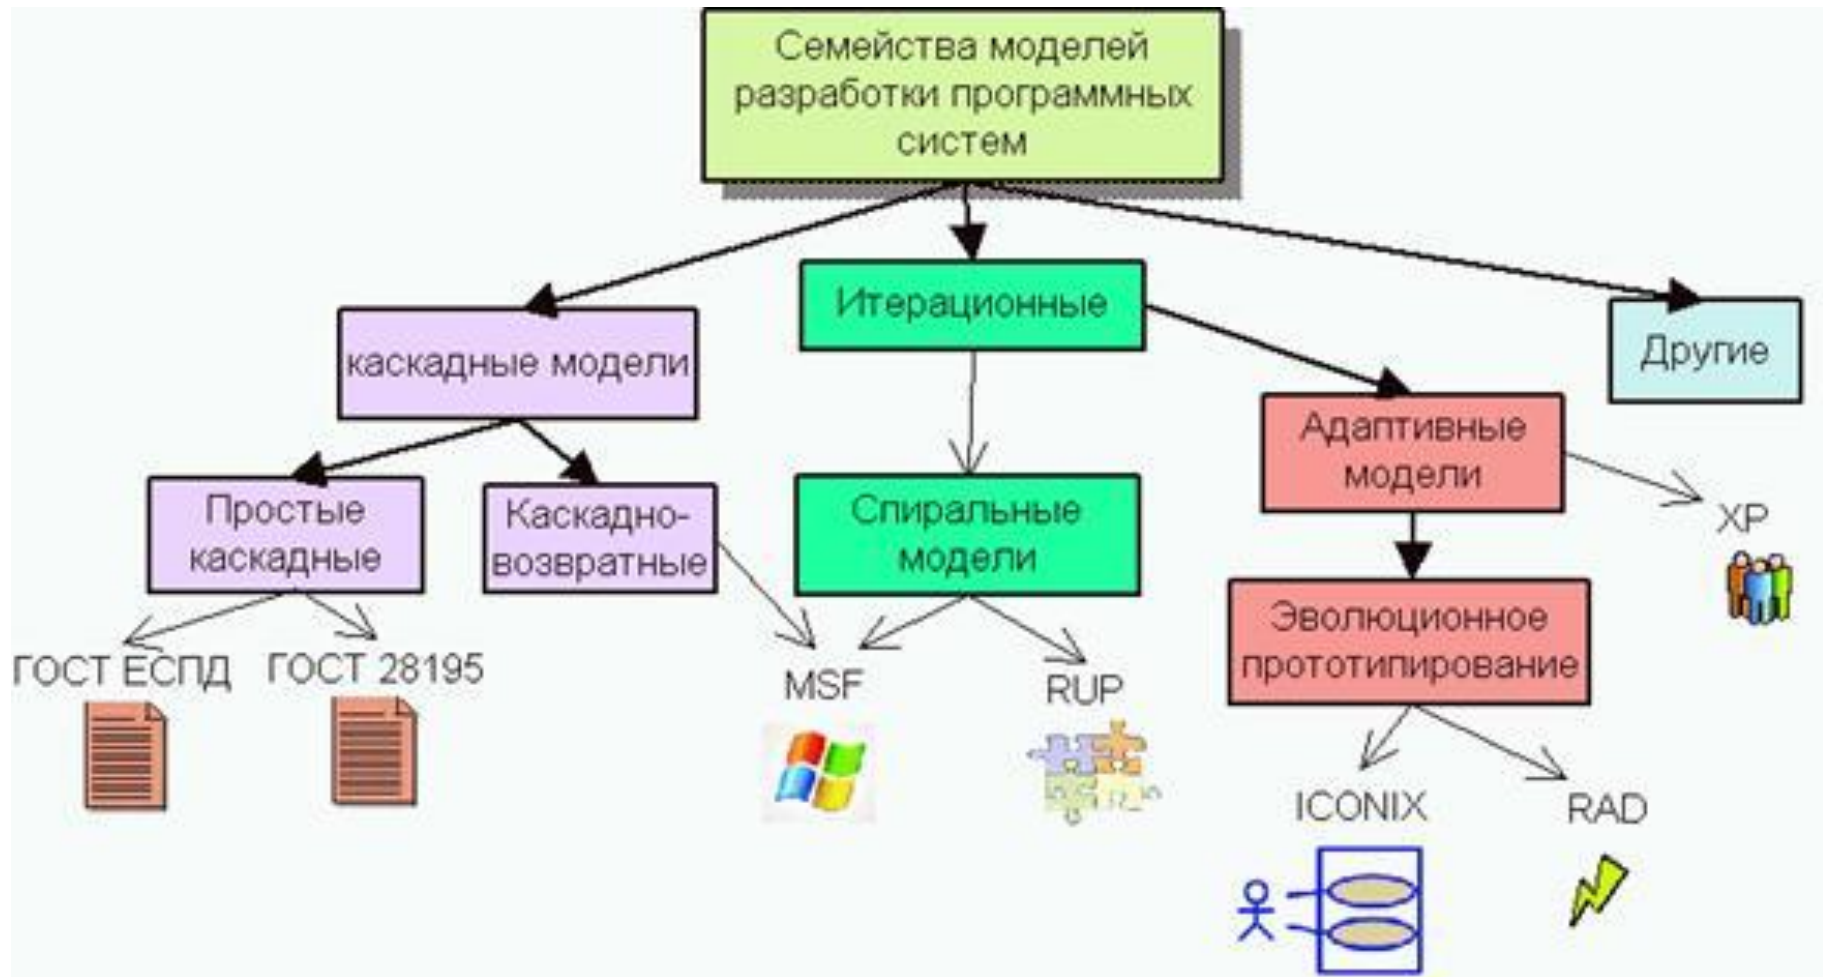 Семейства моделей
разработки программных
систем
Итерационные
каскадные модели
Другие
Адаптивные
модели
Простые
каскадные
Каскадно-
возвратные
Спиральные
модели
XP
Эволюционное
прототипирование
ГОСТ ЕСПД
ГОСТ 28195
MSF
RUP
ICONIX
RAD